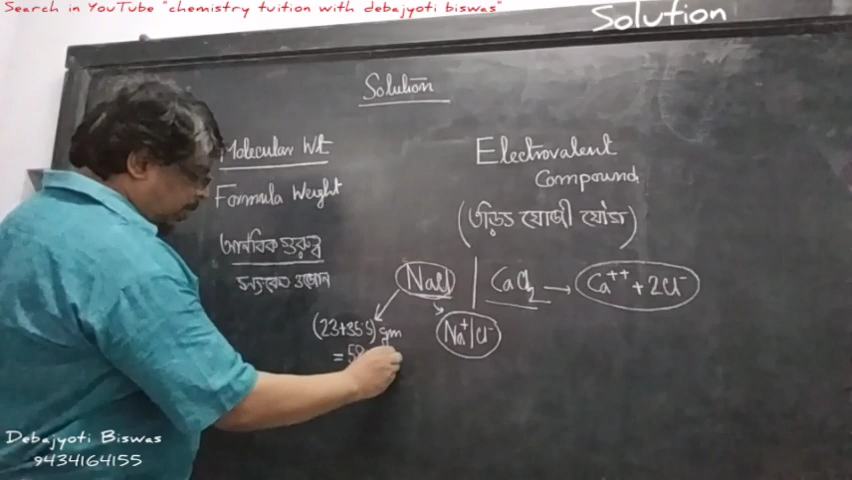 Search in YouTube "chemistry tuition with debajyoti biswas"
Solution
Solution
Molecular Wt
Formula Weight
আণবিক গুরুত্ব
সংকেত ওজন
Electrovalent
Compound
(তড়িৎ যোজী যৌগ)
NaCl | CaCl₂ → Ca⁺⁺ + 2Cl⁻
(23+35.5) gm
= 58
Na⁺/Cl⁻
Debajyoti Biswas
9434164155